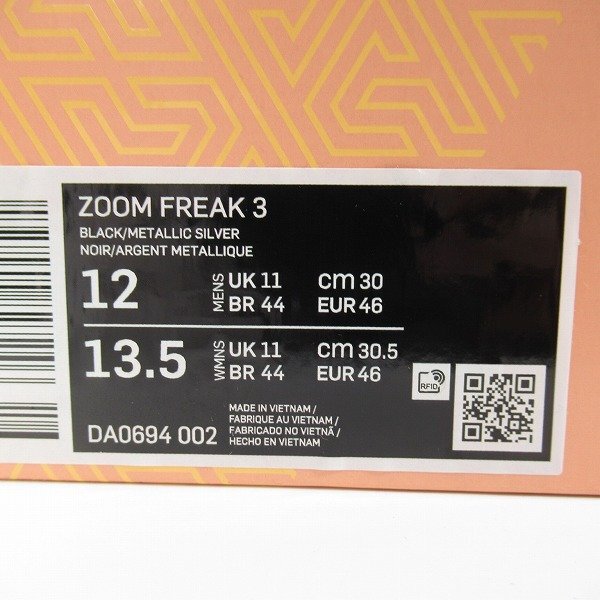 ZOOM FREAK 3
BLACK/METALLIC SILVER
NOIR/ARGENT METALLIQUE
12 MENS UK 11 CM 30
BR 44 EUR 46
13.5 WMNS UK 11 CM 30.5
BR 44 EUR 46
RFID
DA0694 002
MADE IN VIETNAM /
FABRIQUE AU VIETNAM /
FABRICADO NO VIETNÃ /
HECHO EN VIETNAM